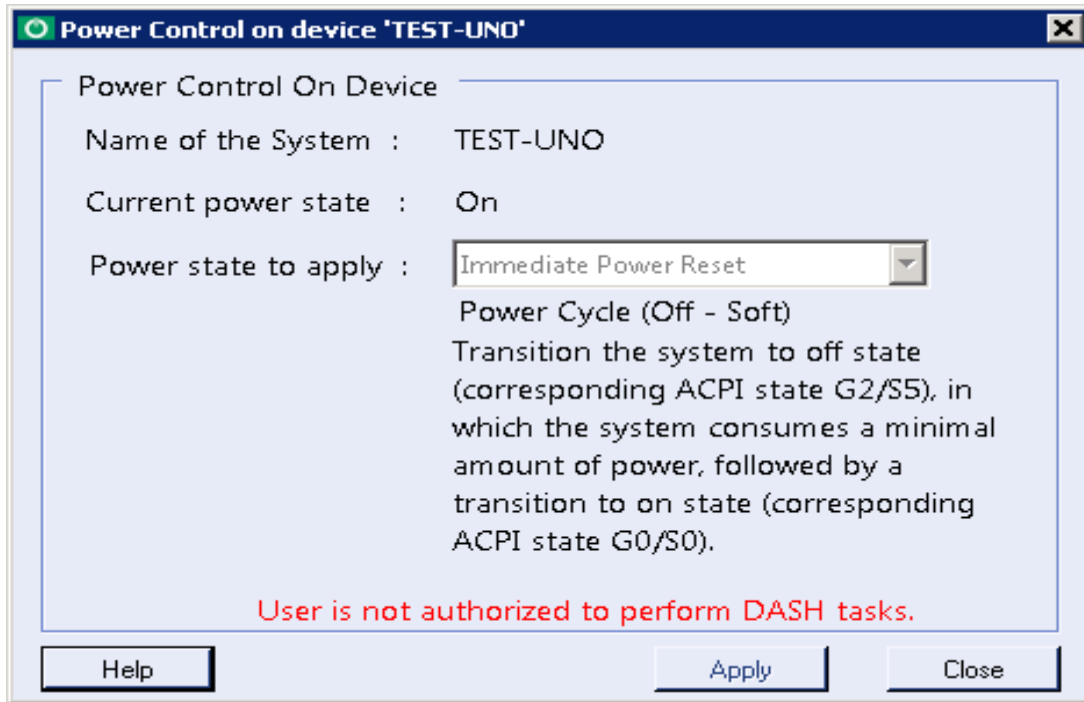 Power Control on device 'TEST-UNO'
Power Control On Device
Name of the System : TEST-UNO
Current power state : On
Power state to apply : Immediate Power Reset
Power Cycle (Off - Soft)
Transition the system to off state
(corresponding ACPI state G2/S5), in
which the system consumes a minimal
amount of power, followed by a
transition to on state (corresponding
ACPI state G0/S0).
User is not authorized to perform DASH tasks.
Help Apply Close